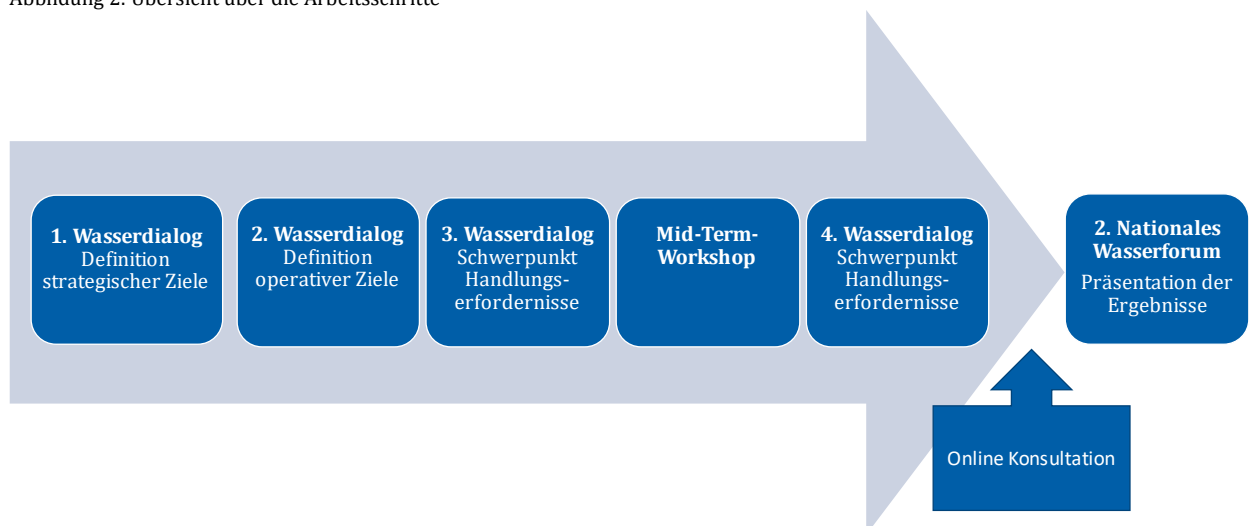 Abbildung 2: Übersicht über die Arbeitsschritte
1. Wasserdialog
Definition
strategischer Ziele
2. Wasserdialog
Definition
operativer Ziele
3. Wasserdialog
Schwerpunkt
Handlungs-
erfordernisse
Mid-Term-
Workshop
4. Wasserdialog
Schwerpunkt
Handlungs-
erfordernisse
2. Nationales
Wasserforum
Präsentation der
Ergebnisse
Online Konsultation